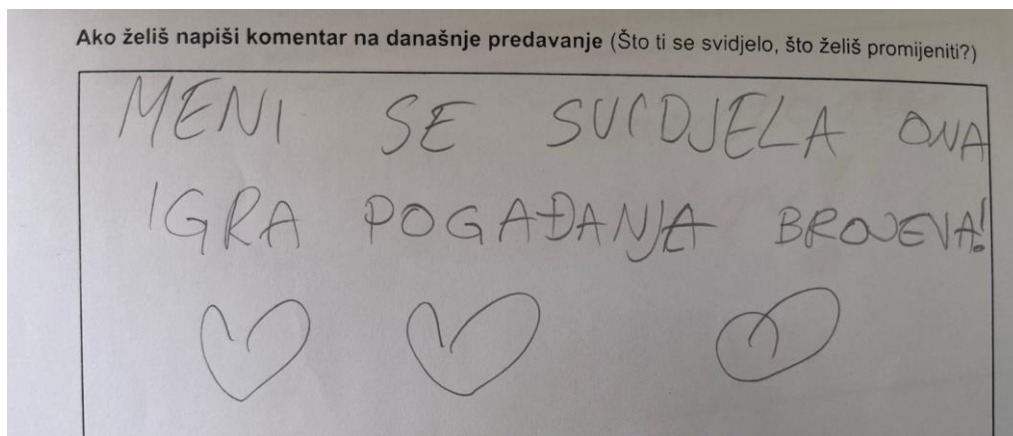 Ako želiš napiši komentar na današnje predavanje (Što ti se svidjelo, što želiš promijeniti?)
MENI SE SVIDJELA ONA
IGRA POGAĐANJA BROJEVA!